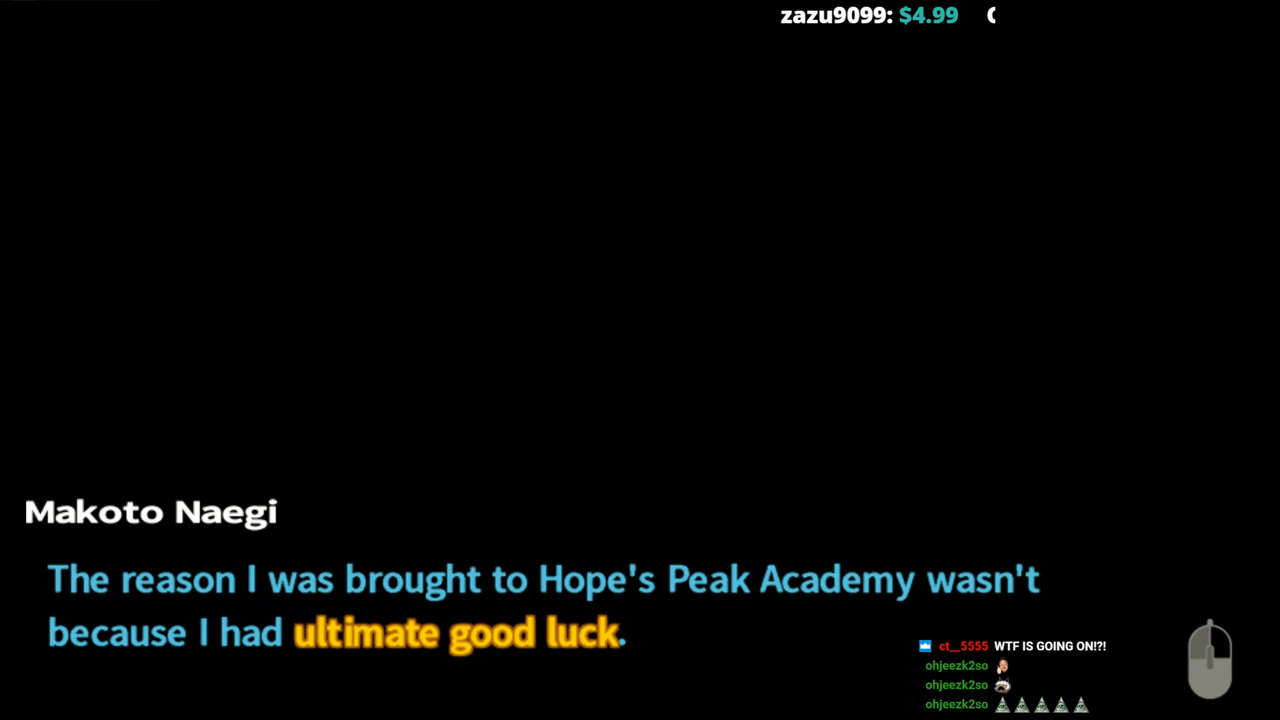 zazu9099: $4.99
Makoto Naegi
The reason I was brought to Hope's Peak Academy wasn't
because I had ultimate good luck.
ct__5555 WTF IS GOING ON!?!
ohjeezk2so
ohjeezk2so
ohjeezk2so